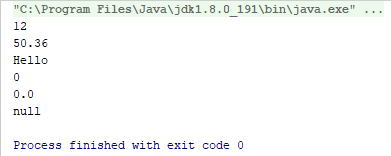 "C:\Program Files\Java\jdk1.8.0_191\bin\java.exe" ...
12
50.36
Hello
0
0.0
null
Process finished with exit code 0